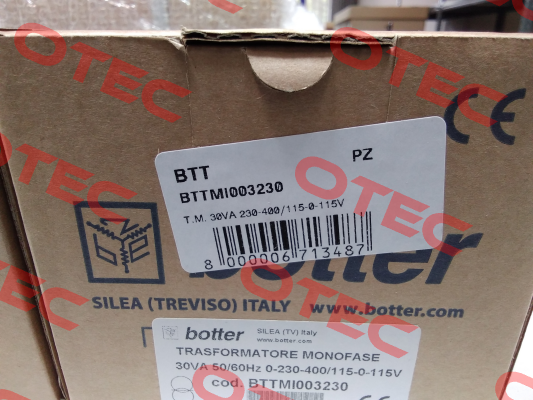 BTT PZ
BTTMI003230
T.M. 30VA 230-400/115-0-115V
8 000006 713487
botter
SILEA (TREVISO) ITALY www.botter.com
botter SILEA (TV) Italy
www.botter.com
TRASFORMATORE MONOFASE
30VA 50/60Hz 0-230-400/115-0-115V
cod. BTTMI003230
CE
OTEC
OTEC
OTEC
OTEC
OTEC
OTEC
OTEC